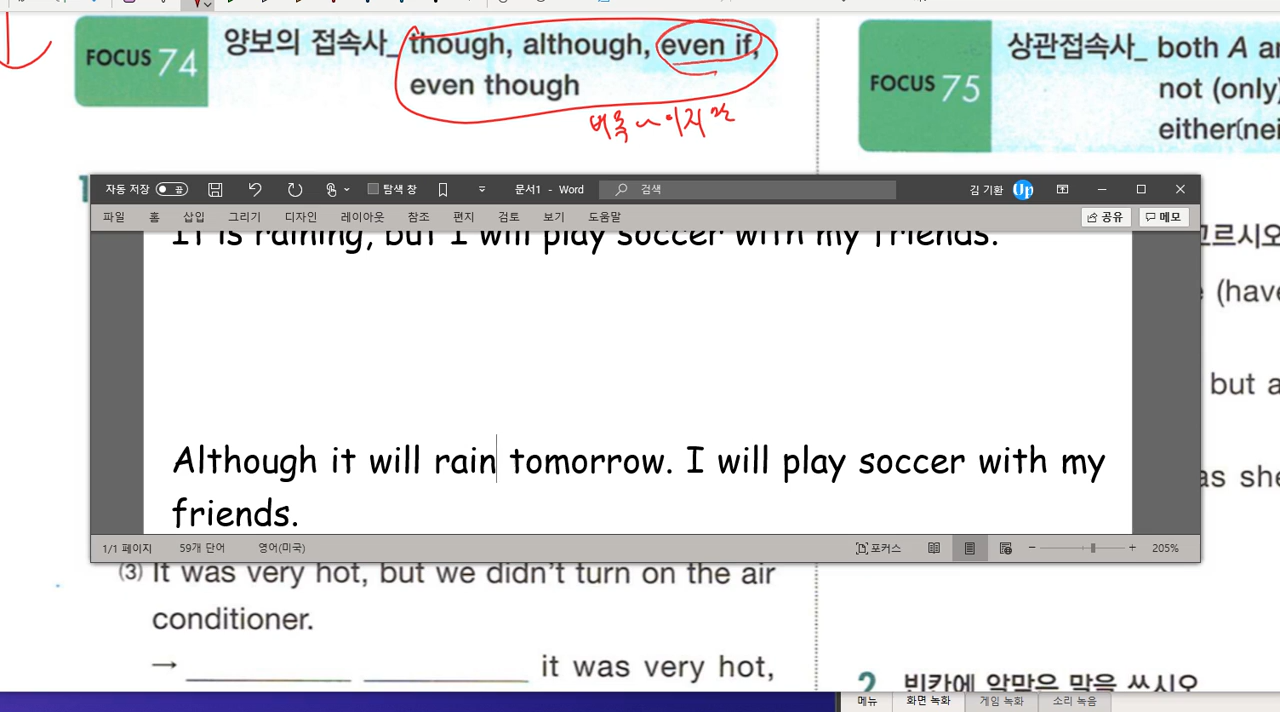 FOCUS 74 양보의 접속사_ though, although, even if,
even though
비록 ~ 이지만
FOCUS 75 상관접속사_ both A
not (only)
1
자동 저장 끔 탐색 창 문서1 - Word 검색 김 기환 Up
파일 홈 삽입 그리기 디자인 레이아웃 참조 편지 검토 보기 도움말 공유 메모
It is raining, but I will play soccer with my friends.
Although it will rain tomorrow. I will play soccer with my
friends.
1/1 페이지 59개 단어 영어(미국) 포커스 205%
고르시오
but
(3) It was very hot, but we didn't turn on the air
conditioner.
→ ________ ________ it was very hot,
2 빈칸에 알맞은 말을 쓰시오
메뉴 화면 녹화 게임 녹화 소리 녹음